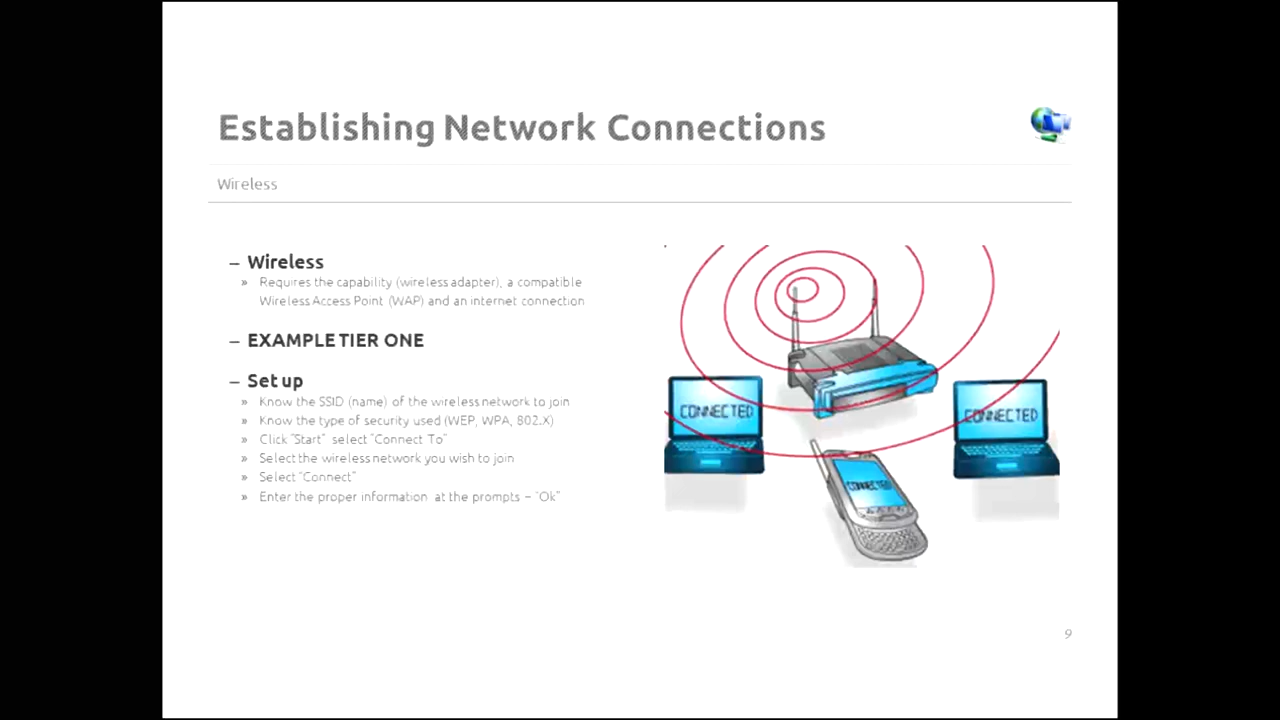 Establishing Network Connections
Wireless
– Wireless
» Requires the capability (wireless adapter), a compatible
Wireless Access Point (WAP) and an internet connection
– EXAMPLE TIER ONE
– Set up
» Know the SSID (name) of the wireless network to join
» Know the type of security used (WEP, WPA, 802.X)
» Click "Start" select "Connect To"
» Select the wireless network you wish to join
» Select "Connect"
» Enter the proper information at the prompts – "Ok"
CONNECTED
CONNECTED
CONNECTED
9